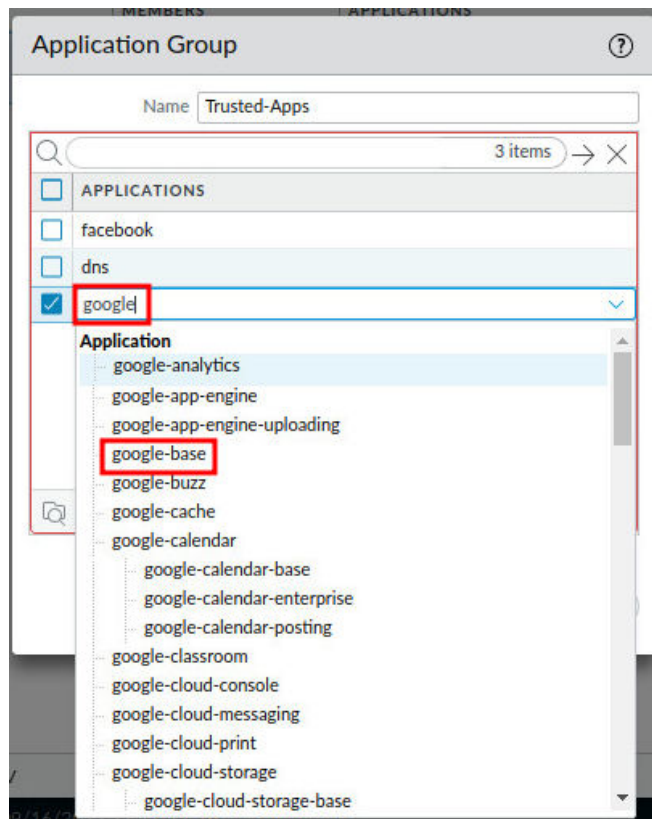 MEMBERS APPLICATIONS
Application Group
Name Trusted-Apps
3 items
APPLICATIONS
facebook
dns
google
Application
google-analytics
google-app-engine
google-app-engine-uploading
google-base
google-buzz
google-cache
google-calendar
google-calendar-base
google-calendar-enterprise
google-calendar-posting
google-classroom
google-cloud-console
google-cloud-messaging
google-cloud-print
google-cloud-storage
google-cloud-storage-base